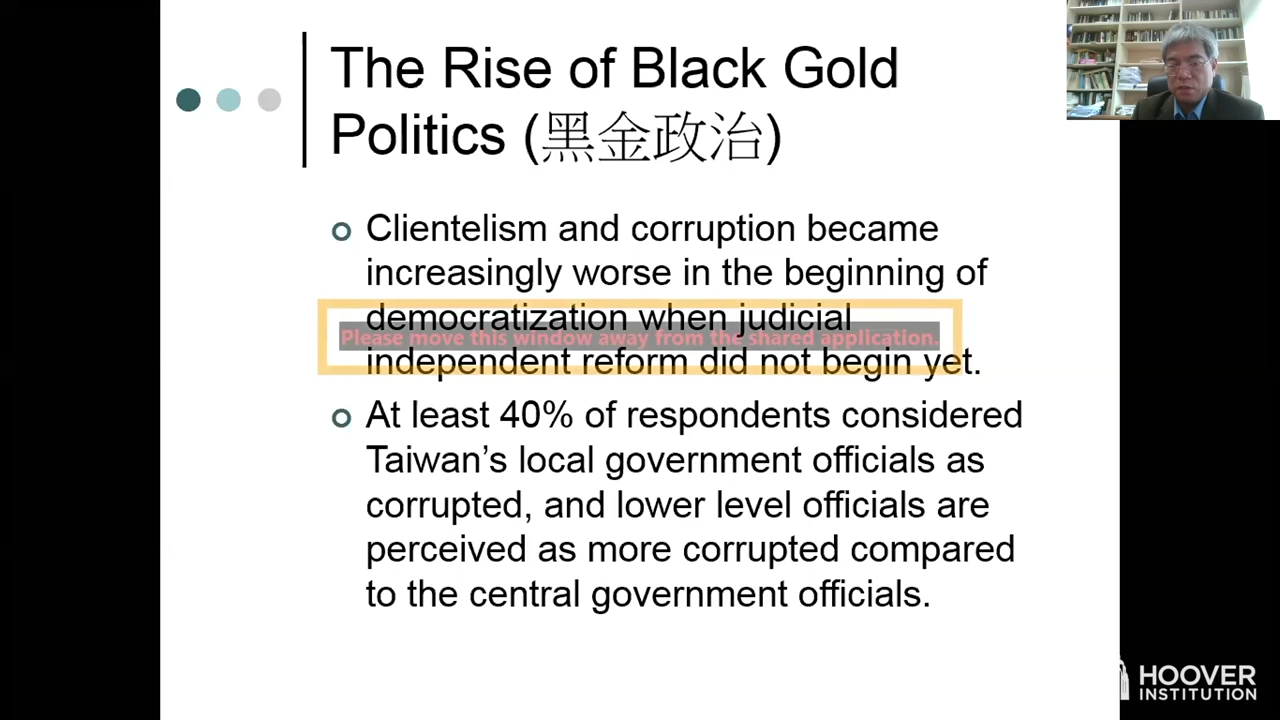 The Rise of Black Gold
Politics (黑金政治)
Clientelism and corruption became
increasingly worse in the beginning of
democratization when judicial
Please move this window away from the shared application.
independent reform did not begin yet.
At least 40% of respondents considered
Taiwan’s local government officials as
corrupted, and lower level officials are
perceived as more corrupted compared
to the central government officials.
HOOVER
INSTITUTION